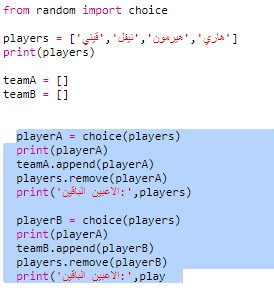 from random import choice
players = ['هاري','هيرمون','نيفل','قيني']
print(players)
teamA = []
teamB = []
playerA = choice(players)
print(playerA)
teamA.append(playerA)
players.remove(playerA)
print('الاعبين الباقين:',players)
playerB = choice(players)
print(playerA)
teamB.append(playerB)
players.remove(playerB)
print('الاعبين الباقين:',play